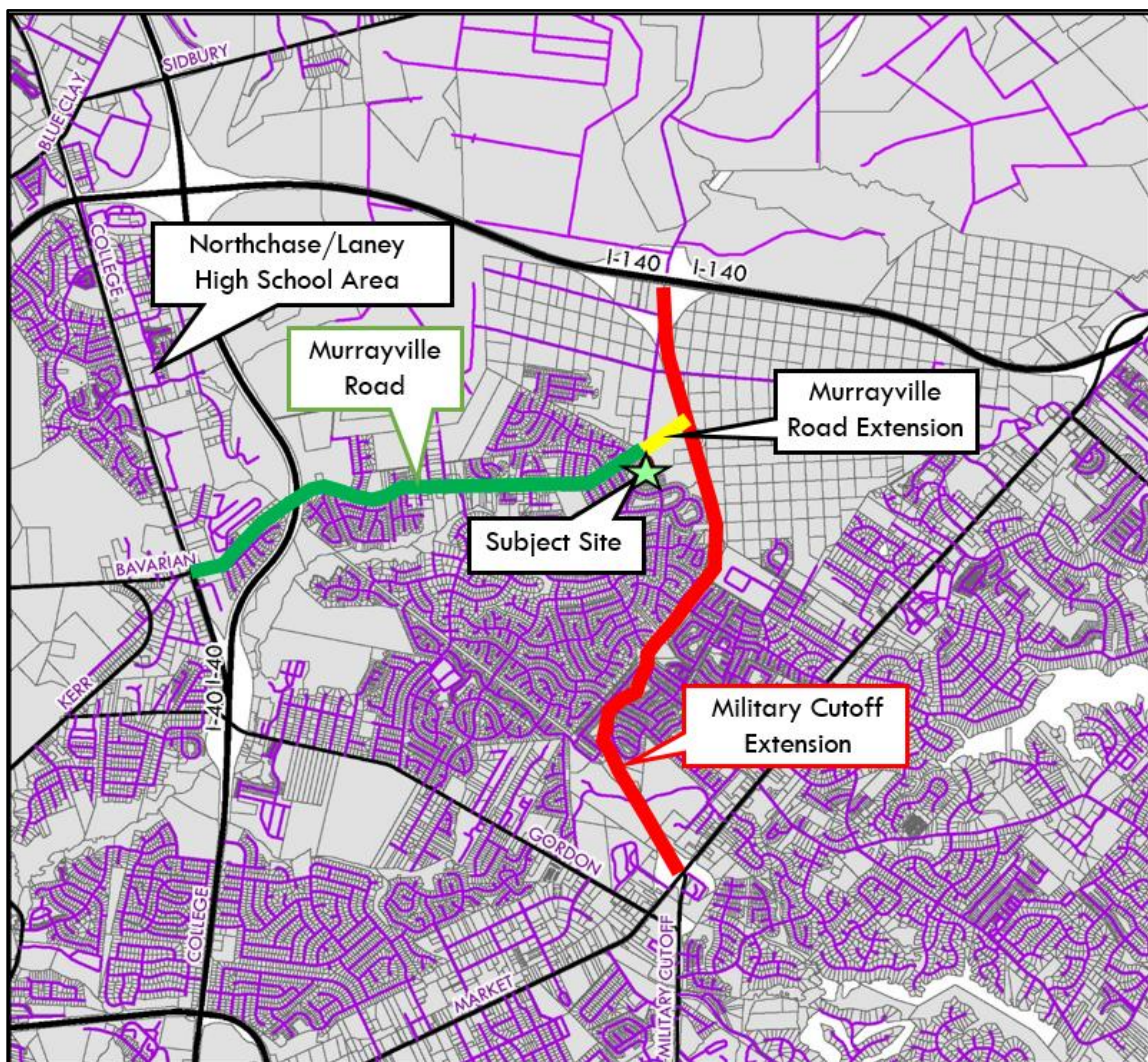 SIDBURY
BLUE CLAY
COLLEGE
Northchase/Laney
High School Area
I-140
I-140
Murrayville
Road
Murrayville
Road Extension
Subject Site
BAVARIAN
KERR
I-40
I-40
Military Cutoff
Extension
GORDON
COLLEGE
MARKET
MILITARY CUTOFF